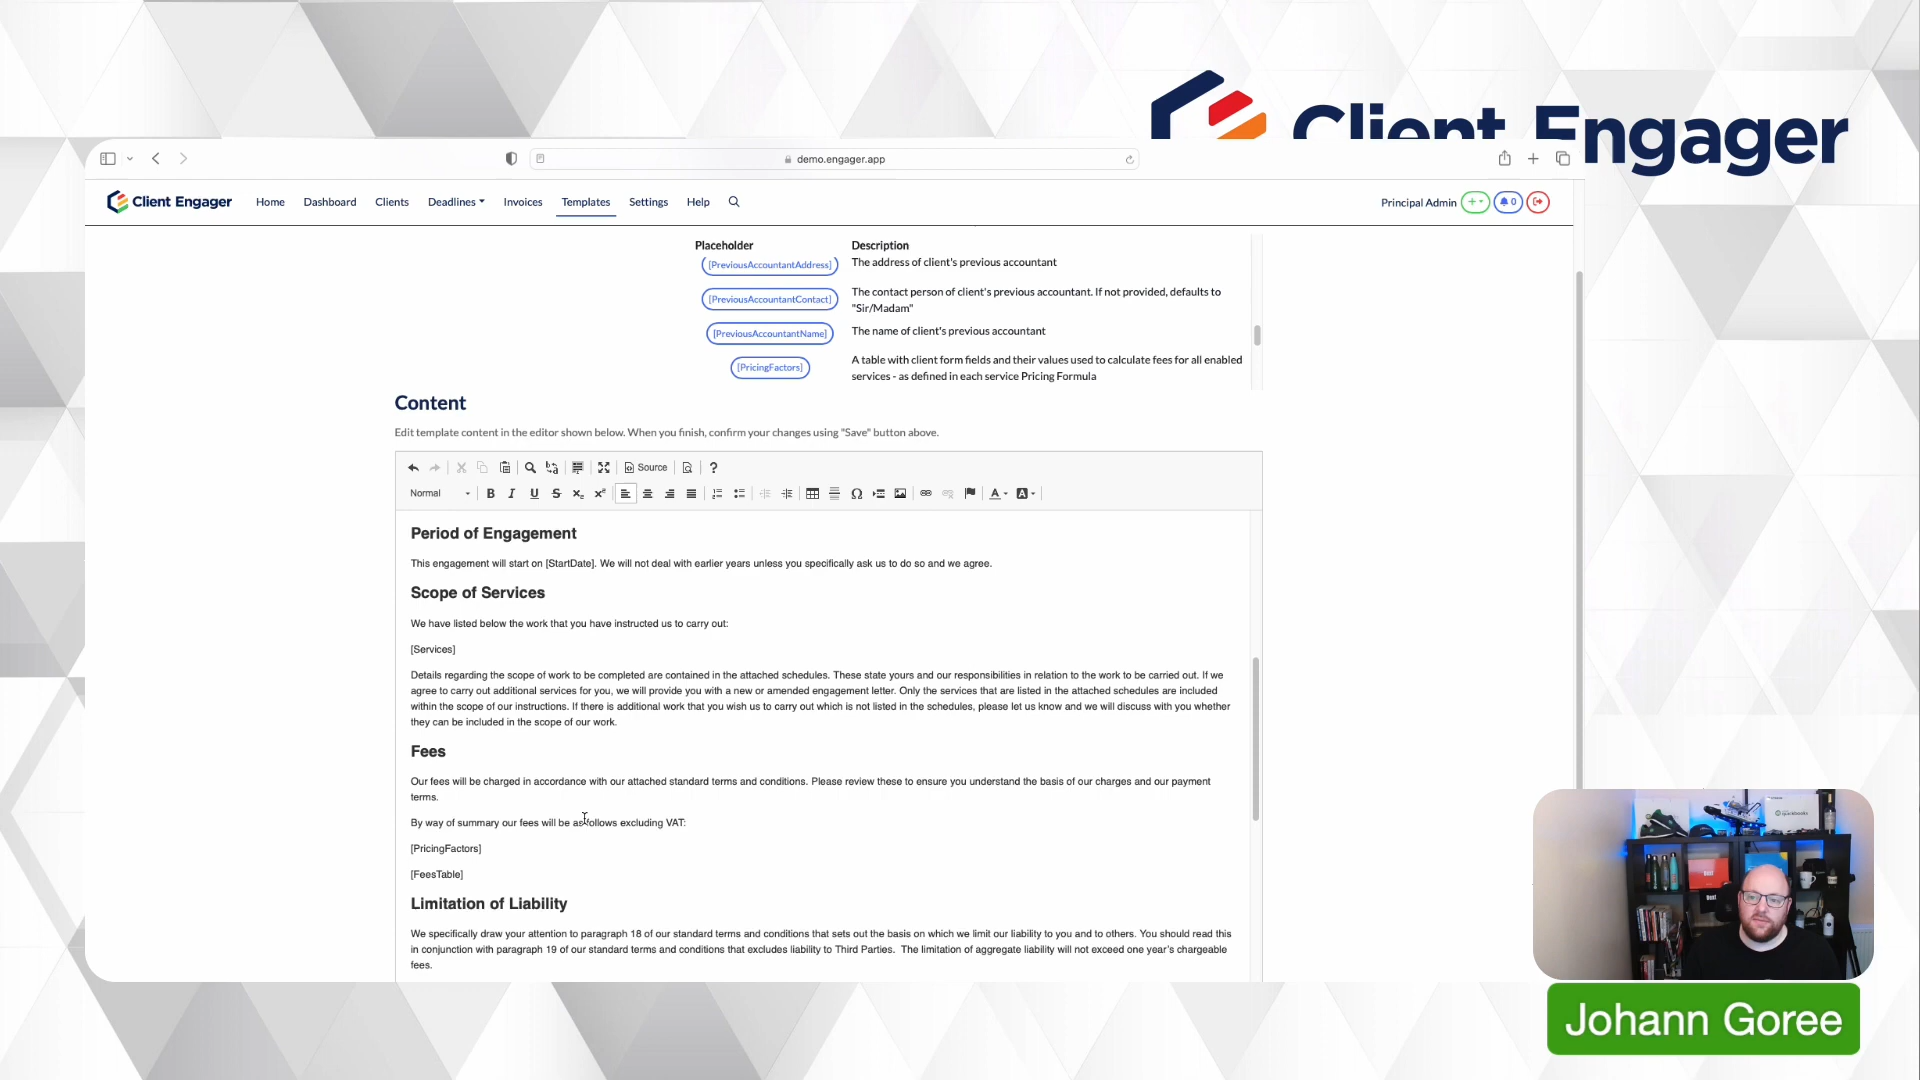 Client Engager
demo.engager.app
Client Engager
Home
Dashboard
Clients
Deadlines
Invoices
Templates
Settings
Help
Principal Admin
0
Placeholder
Description
[PreviousAccountantAddress]
The address of client's previous accountant
[PreviousAccountantContact]
The contact person of client's previous accountant. If not provided, defaults to
"Sir/Madam"
[PreviousAccountantName]
The name of client's previous accountant
[PricingFactors]
A table with client form fields and their values used to calculate fees for all enabled
services - as defined in each service Pricing Formula
Content
Edit template content in the editor shown below. When you finish, confirm your changes using "Save" button above.
Source
Normal
Period of Engagement
This engagement will start on [StartDate]. We will not deal with earlier years unless you specifically ask us to do so and we agree.
Scope of Services
We have listed below the work that you have instructed us to carry out:
[Services]
Details regarding the scope of work to be completed are contained in the attached schedules. These state yours and our responsibilities in relation to the work to be carried out. If we
agree to carry out additional services for you, we will provide you with a new or amended engagement letter. Only the services that are listed in the attached schedules are included
within the scope of our instructions. If there is additional work that you wish us to carry out which is not listed in the schedules, please let us know and we will discuss with you whether
they can be included in the scope of our work.
Fees
Our fees will be charged in accordance with our attached standard terms and conditions. Please review these to ensure you understand the basis of our charges and our payment
terms.
By way of summary our fees will be as follows excluding VAT:
[PricingFactors]
[FeesTable]
Limitation of Liability
We specifically draw your attention to paragraph 18 of our standard terms and conditions that sets out the basis on which we limit our liability to you and to others. You should read this
in conjunction with paragraph 19 of our standard terms and conditions that excludes liability to Third Parties. The limitation of aggregate liability will not exceed one year's chargeable
fees.
quickbooks
Johann Goree